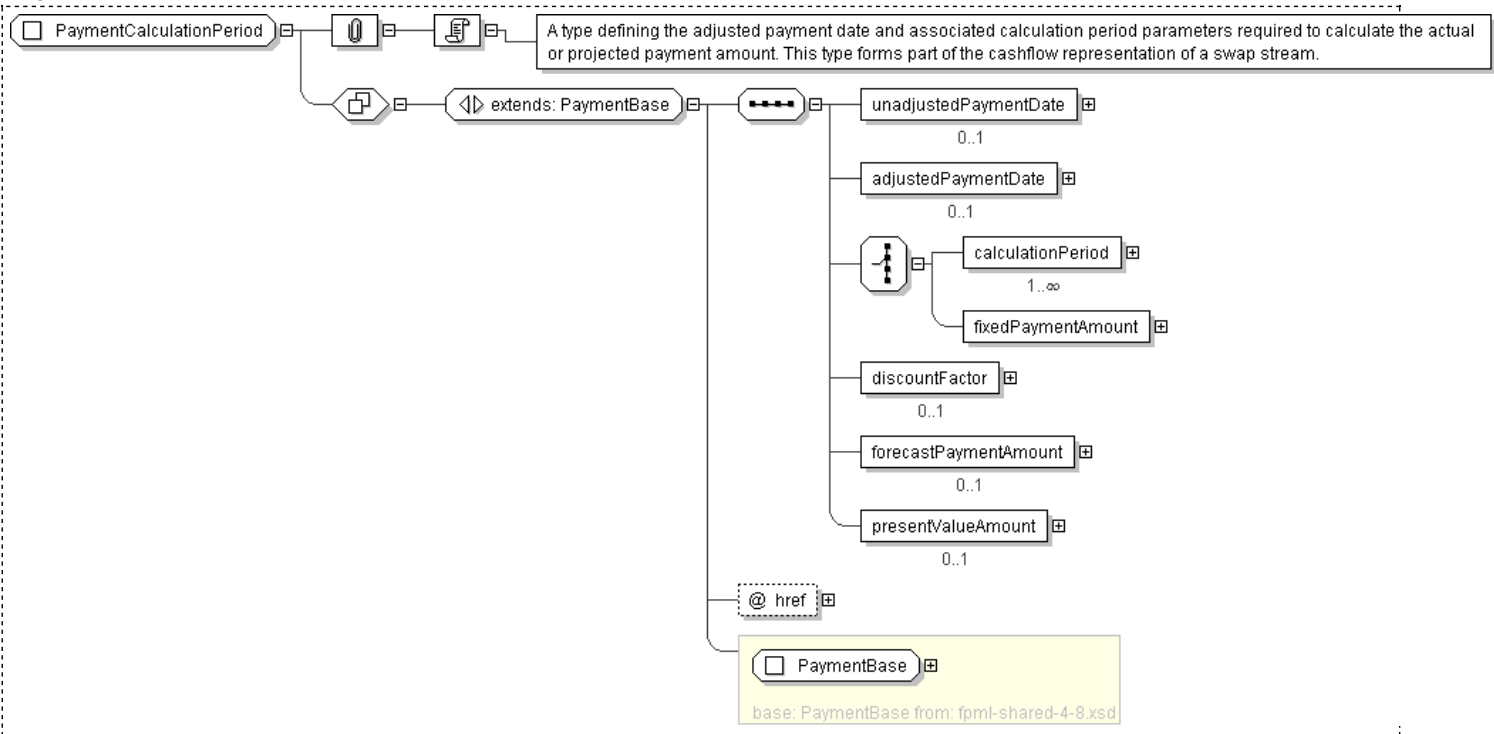 PaymentCalculationPeriod
A type defining the adjusted payment date and associated calculation period parameters required to calculate the actual
or projected payment amount. This type forms part of the cashflow representation of a swap stream.
extends: PaymentBase
unadjustedPaymentDate
0..1
adjustedPaymentDate
0..1
calculationPeriod
1..∞
fixedPaymentAmount
discountFactor
0..1
forecastPaymentAmount
0..1
presentValueAmount
0..1
@ href
PaymentBase
base: PaymentBase from: fpml-shared-4-8.xsd